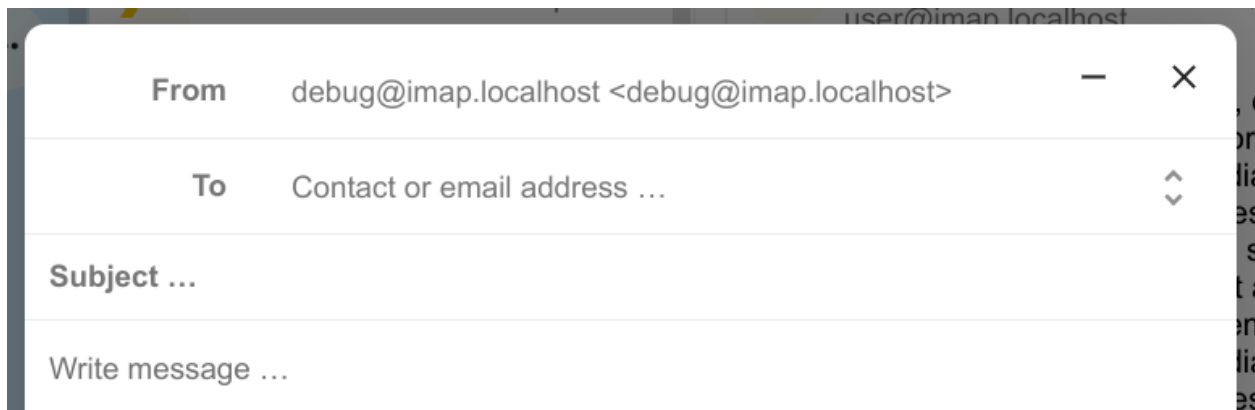 user@imap.localhost
From debug@imap.localhost <debug@imap.localhost>
To Contact or email address …
Subject …
Write message …